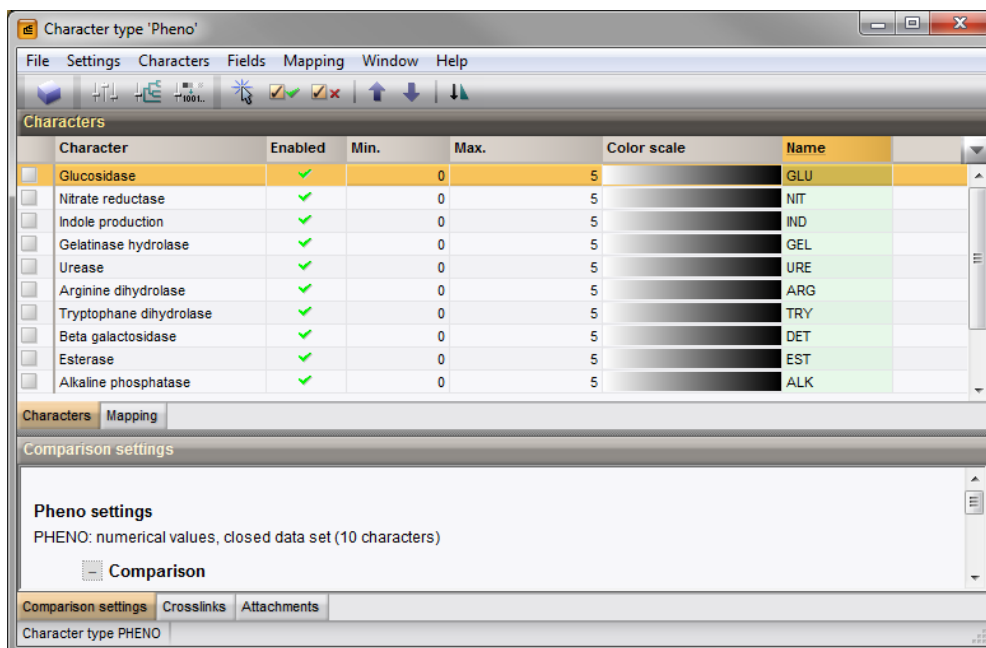 Character type 'Pheno'
File Settings Characters Fields Mapping Window Help
1001..
Characters
Character Enabled Min. Max. Color scale Name
Glucosidase 0 5 GLU
Nitrate reductase 0 5 NIT
Indole production 0 5 IND
Gelatinase hydrolase 0 5 GEL
Urease 0 5 URE
Arginine dihydrolase 0 5 ARG
Tryptophane dihydrolase 0 5 TRY
Beta galactosidase 0 5 DET
Esterase 0 5 EST
Alkaline phosphatase 0 5 ALK
Characters Mapping
Comparison settings
Pheno settings
PHENO: numerical values, closed data set (10 characters)
Comparison
Comparison settings Crosslinks Attachments
Character type PHENO